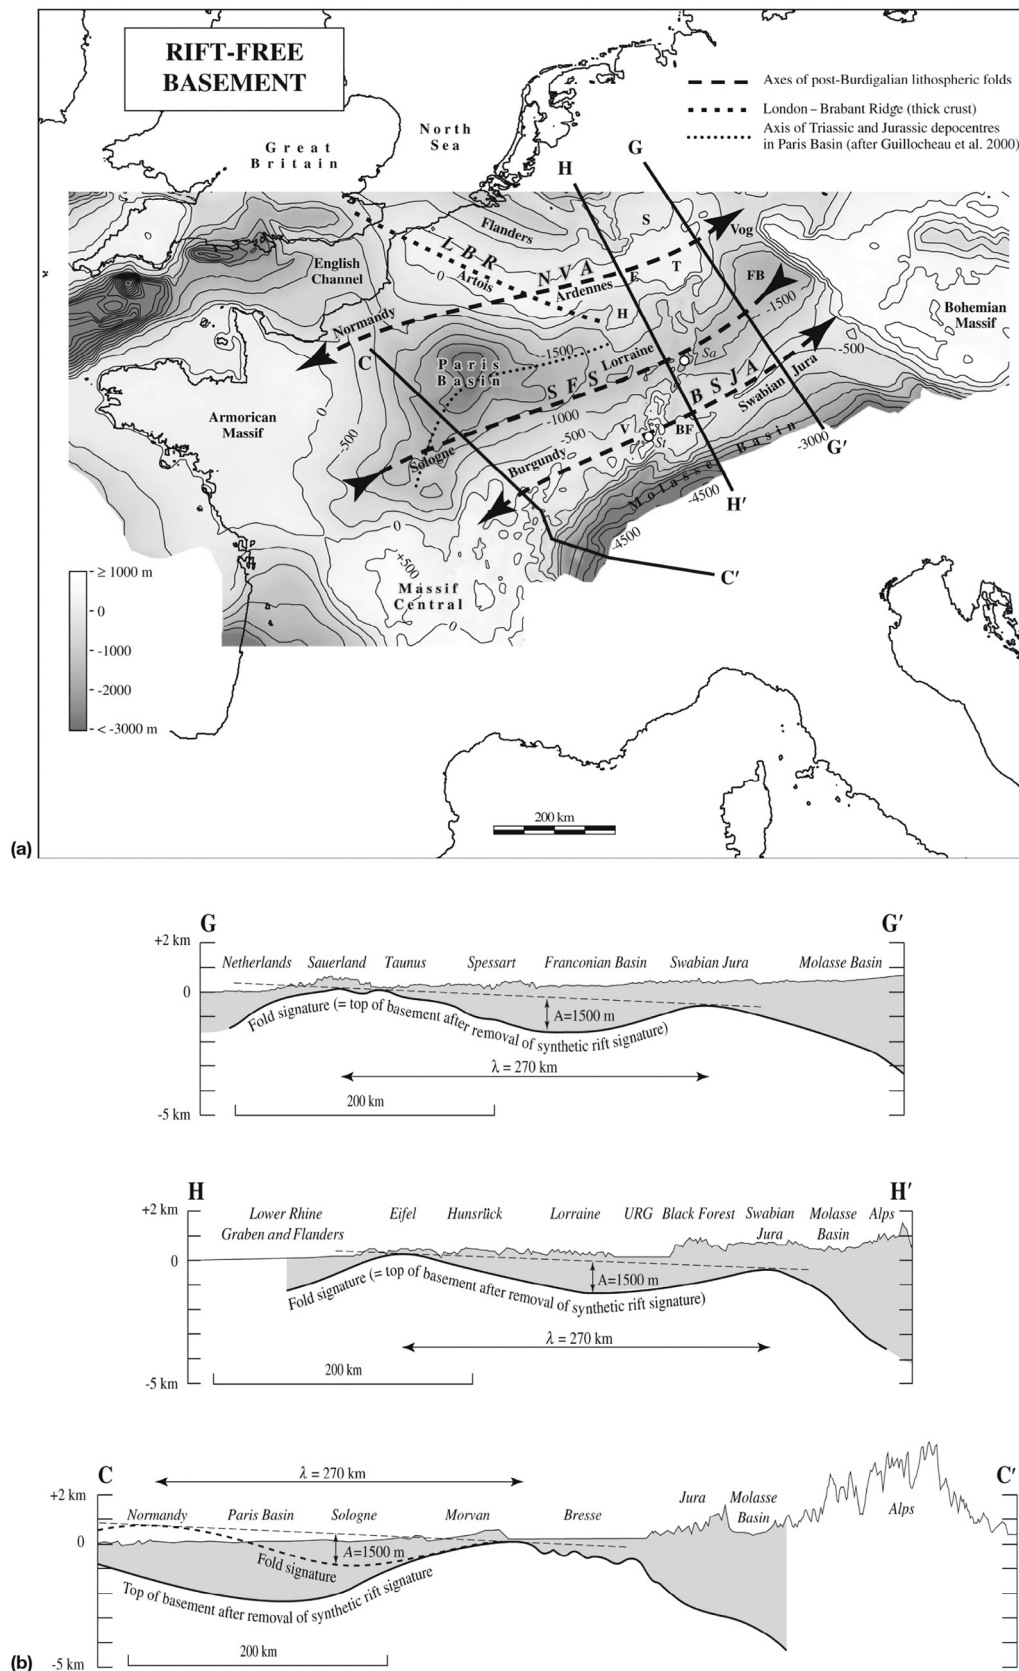 RIFT-FREE
BASEMENT
Axes of post-Burdigalian lithospheric folds
London – Brabant Ridge (thick crust)
Axis of Triassic and Jurassic depocentres
in Paris Basin (after Guillocheau et al. 2000)
North
Sea
Great
Britain
G
H
Flanders
S
Vog
LBR
English
Channel
0
Artois
NVA
Ardennes
E
T
FB
-1500
Bohemian
Massif
Normandy
H
C
Paris
Basin
-1500
Lorraine
Sa
-500
SFS
BSJA
Swabian Jura
Armorican
Massif
0
-1000
-500
-500
V
BF
St
Sologne
Burgundy
Molasse Basin
-3000
G'
-4500
H'
0
-4500
+500
C'
Massif
Central
0
≥ 1000 m
0
-1000
-2000
< -3000 m
200 km
(a)
G
G'
+2 km
Netherlands Sauerland Taunus Spessart Franconian Basin Swabian Jura Molasse Basin
0
A=1500 m
Fold signature (= top of basement after removal of synthetic rift signature)
λ = 270 km
200 km
-5 km
H
H'
+2 km
Lower Rhine Eifel Hunsrück Lorraine URG Black Forest Swabian Molasse Alps
Graben and Flanders Jura Basin
0
A=1500 m
Fold signature (= top of basement after removal of synthetic rift signature)
λ = 270 km
200 km
-5 km
C
C'
λ = 270 km
+2 km
Normandy Paris Basin Sologne Morvan Bresse Jura Molasse Basin Alps
0
A=1500 m
Fold signature
Top of basement after removal of synthetic rift signature
200 km
-5 km
(b)